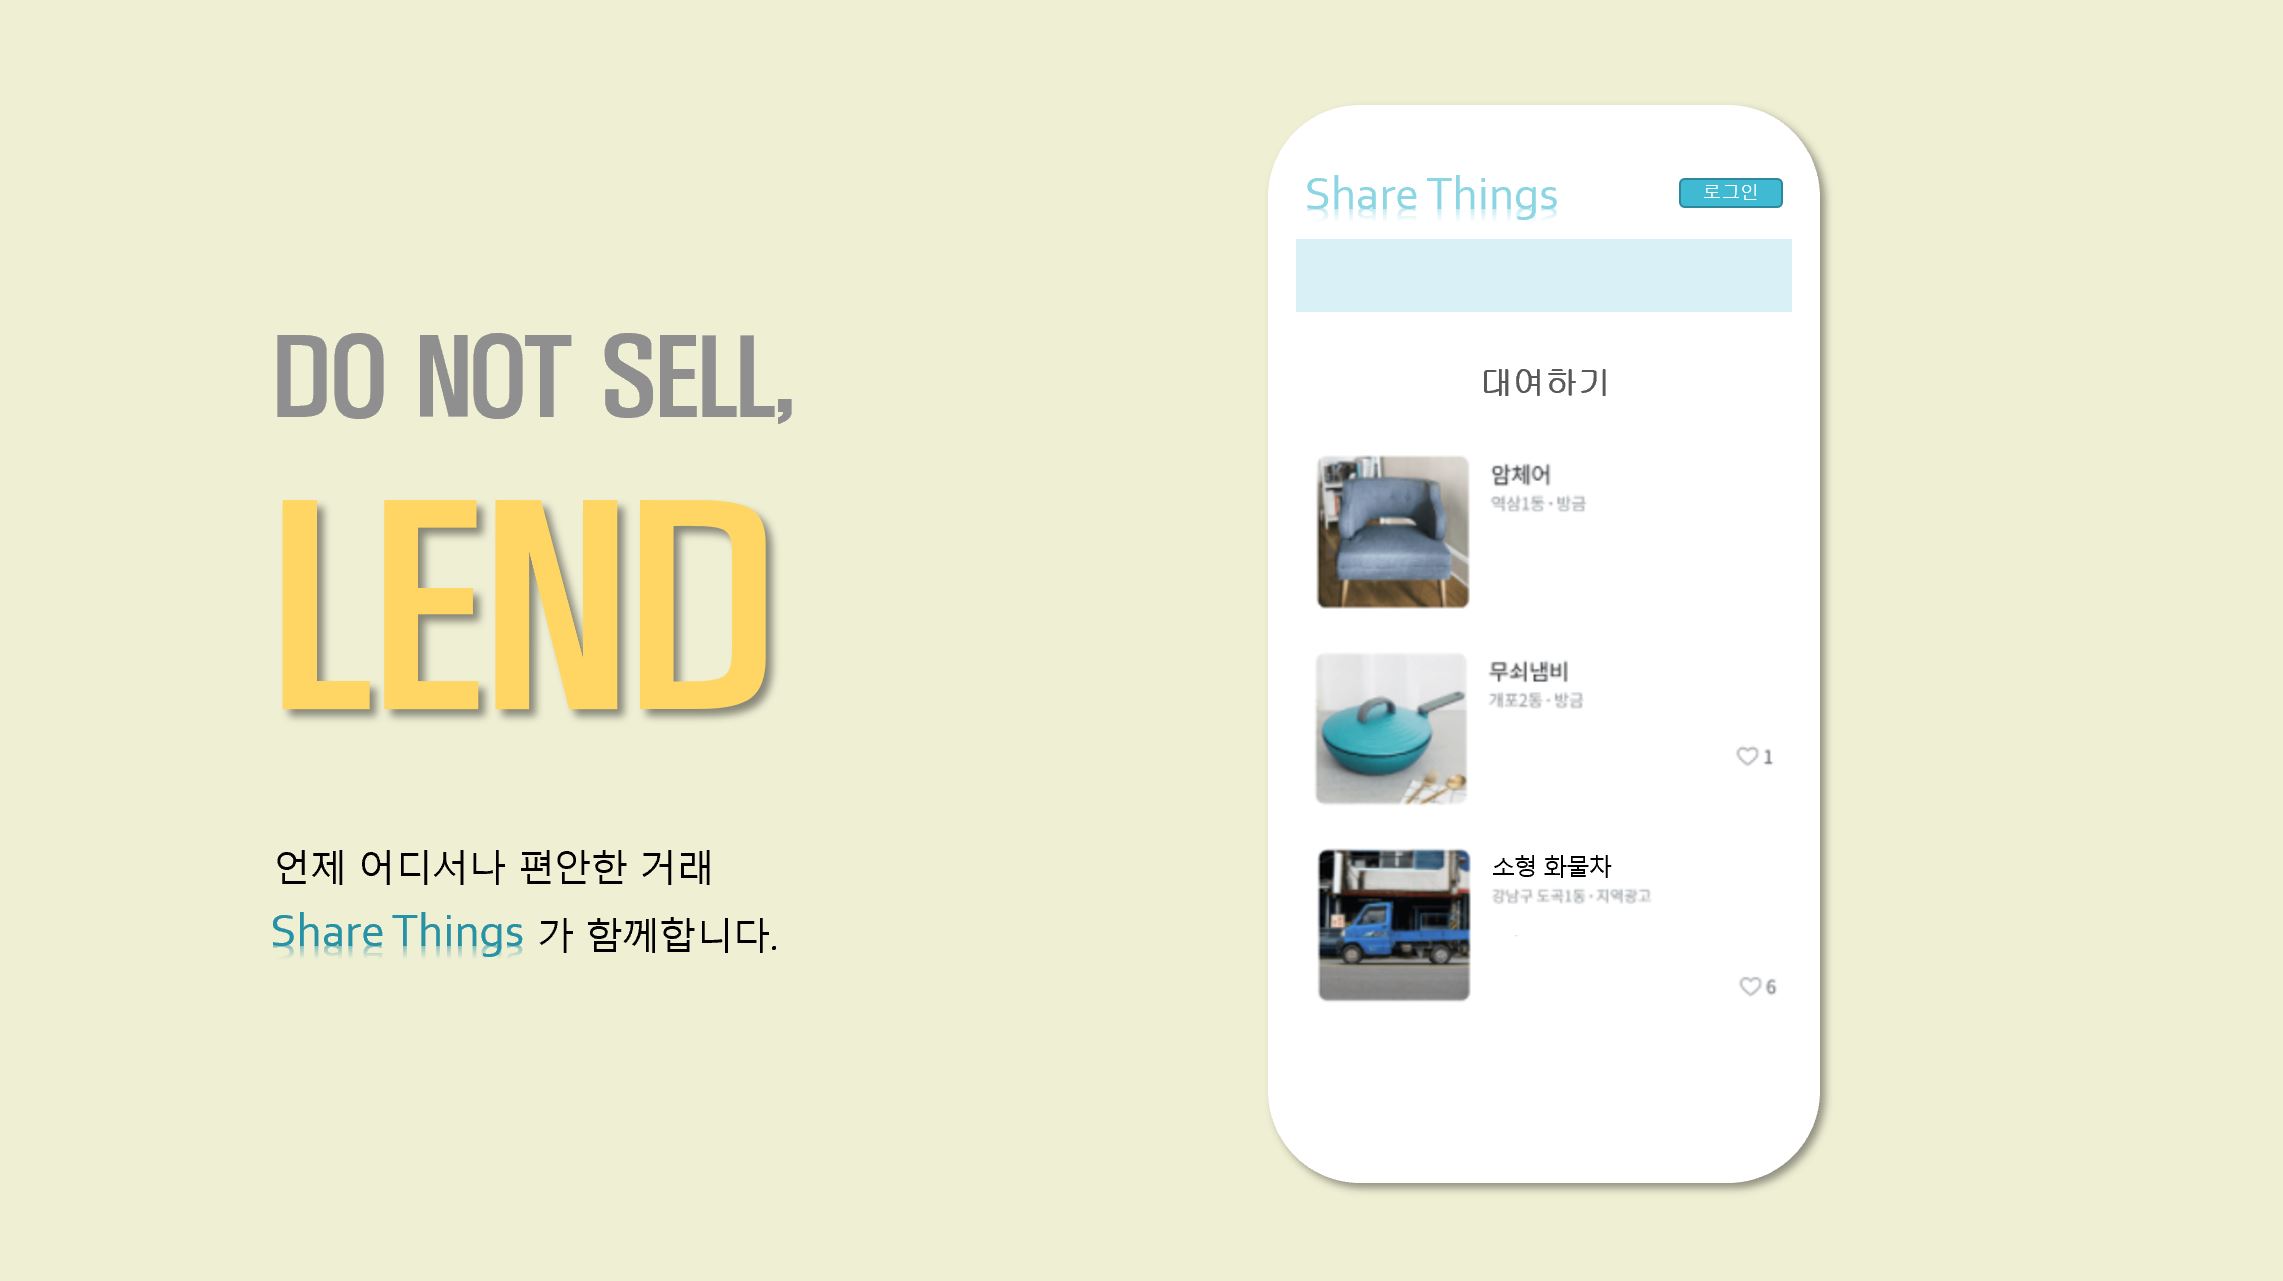 DO NOT SELL,
LEND
언제 어디서나 편안한 거래
Share Things 가 함께합니다.
Share Things
로그인
대여하기
암체어
역삼1동 · 방금
무쇠냄비
개포2동 · 방금
1
소형 화물차
강남구 도곡1동 · 지역광고
6